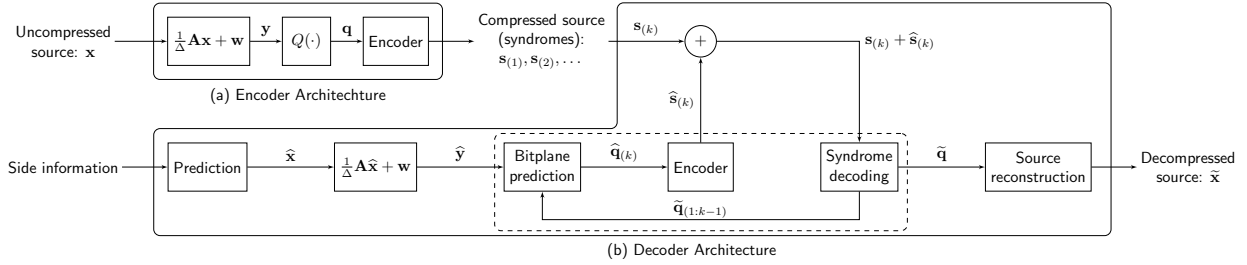 Uncompressed
source: x
1/Δ Ax + w
y
Q(·)
q
Encoder
Compressed source
(syndromes):
s(1), s(2), . . .
s(k)
+
s(k) + ŝ(k)
(a) Encoder Architechture
ŝ(k)
Side information
Prediction
x̂
1/Δ Ax̂ + w
ŷ
Bitplane
prediction
q̂(k)
Encoder
Syndrome
decoding
q̃
Source
reconstruction
Decompressed
source: x̃
q̃(1:k−1)
(b) Decoder Architecture